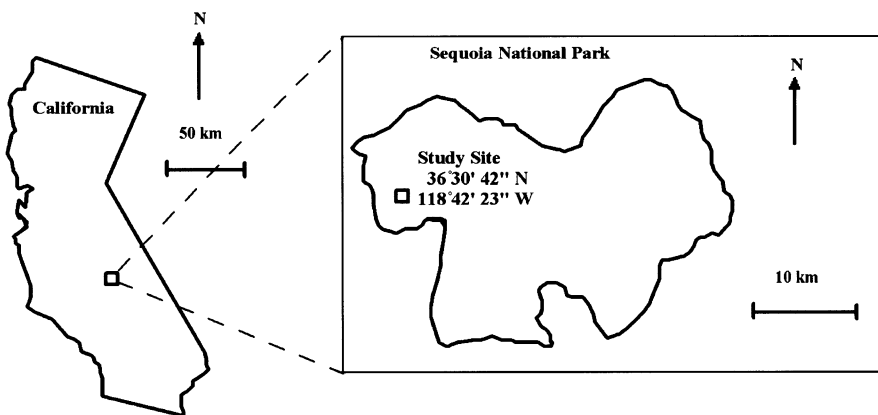 N
California
50 km
Sequoia National Park
N
Study Site
36°30' 42" N
118°42' 23" W
10 km